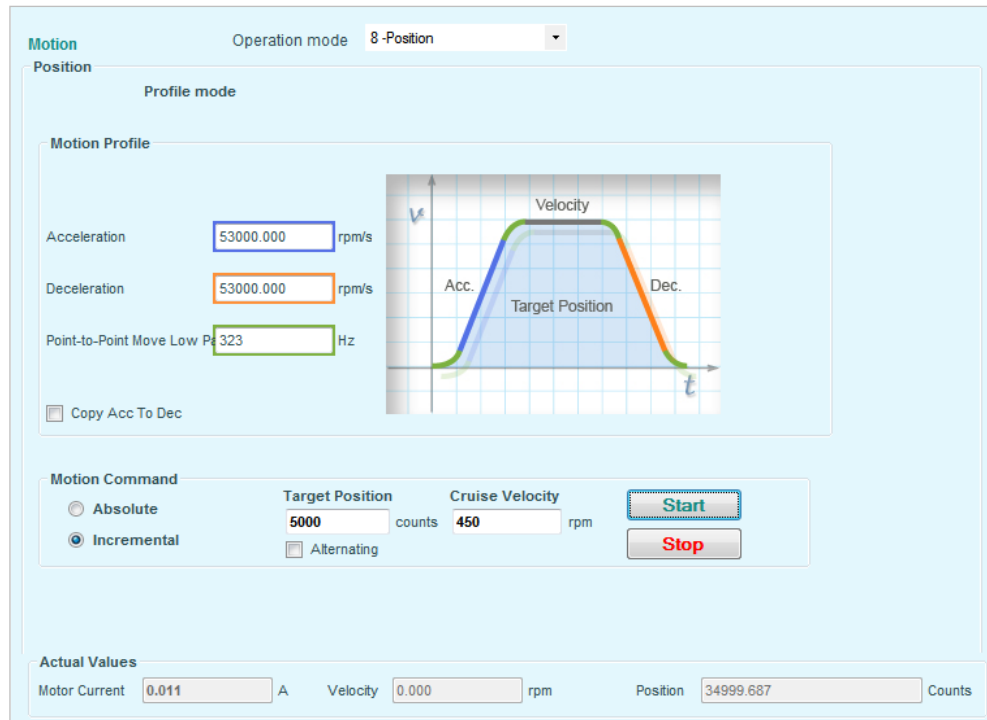 Motion
Operation mode 8 -Position
Position
Profile mode
Motion Profile
v
Velocity
Acceleration 53000.000 rpm/s
Acc.
Dec.
Deceleration 53000.000 rpm/s
Target Position
Point-to-Point Move Low Pa 323 Hz
t
Copy Acc To Dec
Motion Command
Absolute
Incremental
Target Position
5000 counts
Alternating
Cruise Velocity
450 rpm
Start
Stop
Actual Values
Motor Current 0.011 A Velocity 0.000 rpm Position 34999.687 Counts